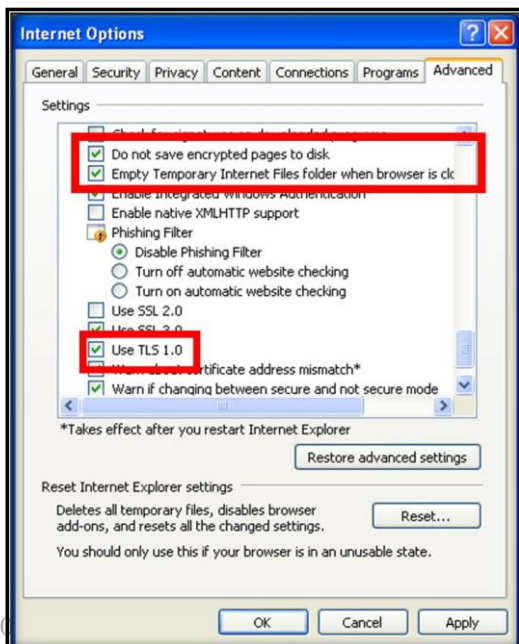 Internet Options
General Security Privacy Content Connections Programs Advanced
Settings
Do not save encrypted pages to disk
Empty Temporary Internet Files folder when browser is clo
Enable Integrated Windows Authentication
Enable native XMLHTTP support
Phishing Filter
Disable Phishing Filter
Turn off automatic website checking
Turn on automatic website checking
Use SSL 2.0
Use SSL 3.0
Use TLS 1.0
Warn about certificate address mismatch*
Warn if changing between secure and not secure mode
*Takes effect after you restart Internet Explorer
Restore advanced settings
Reset Internet Explorer settings
Deletes all temporary files, disables browser
add-ons, and resets all the changed settings.
Reset...
You should only use this if your browser is in an unusable state.
OK Cancel Apply